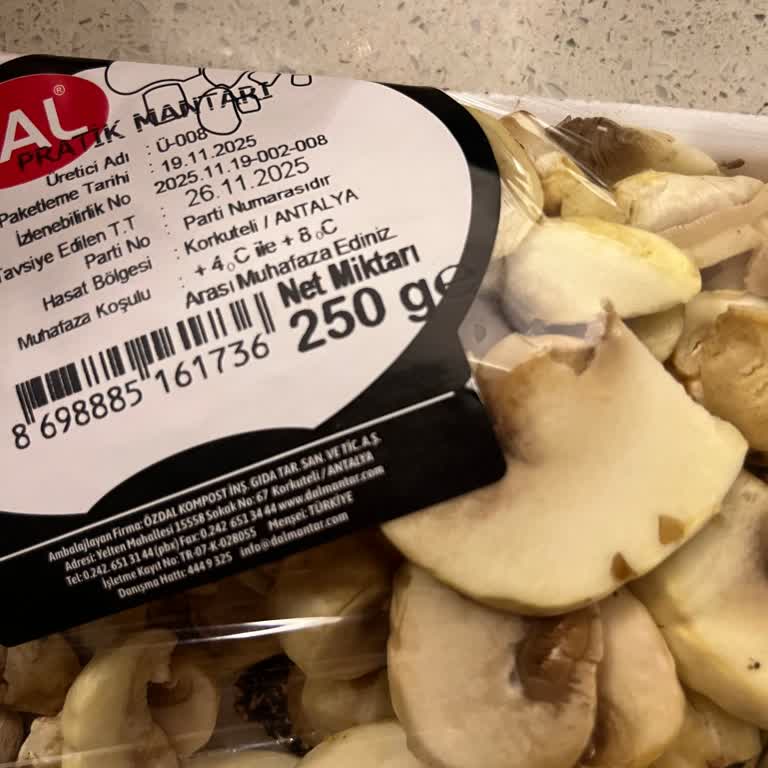 AL ®
PRATİK MANTARI
Üretici Adı : Ü-008
Paketleme Tarihi : 19.11.2025
İzlenebilirlik No 2025.11.19-002-008
Tavsiye Edilen T.T : 26.11.2025
Parti No : Parti Numarasıdır
Hasat Bölgesi : Korkuteli / ANTALYA
Muhafaza Koşulu : +4°C ile +8°C
Arası Muhafaza Ediniz
Net Miktarı
250 g
8 698885 161736
Ambalajlayan Firma: ÖZDAL KOMPOST İNŞ. GIDA TAR. SAN. VE TİC. A.Ş.
Adresi: Yelten Mahallesi 15558 Sokak No: 67 Korkuteli / ANTALYA
Tel: 0.242. 651 31 44 (pbx) Fax: 0.242 651 34 44 www.dalmantar.com
İşletme Kayıt No: TR-07-K-028055 Menşei: TÜRKİYE
Danışma Hattı: 444 9 325 info@dalmantar.com